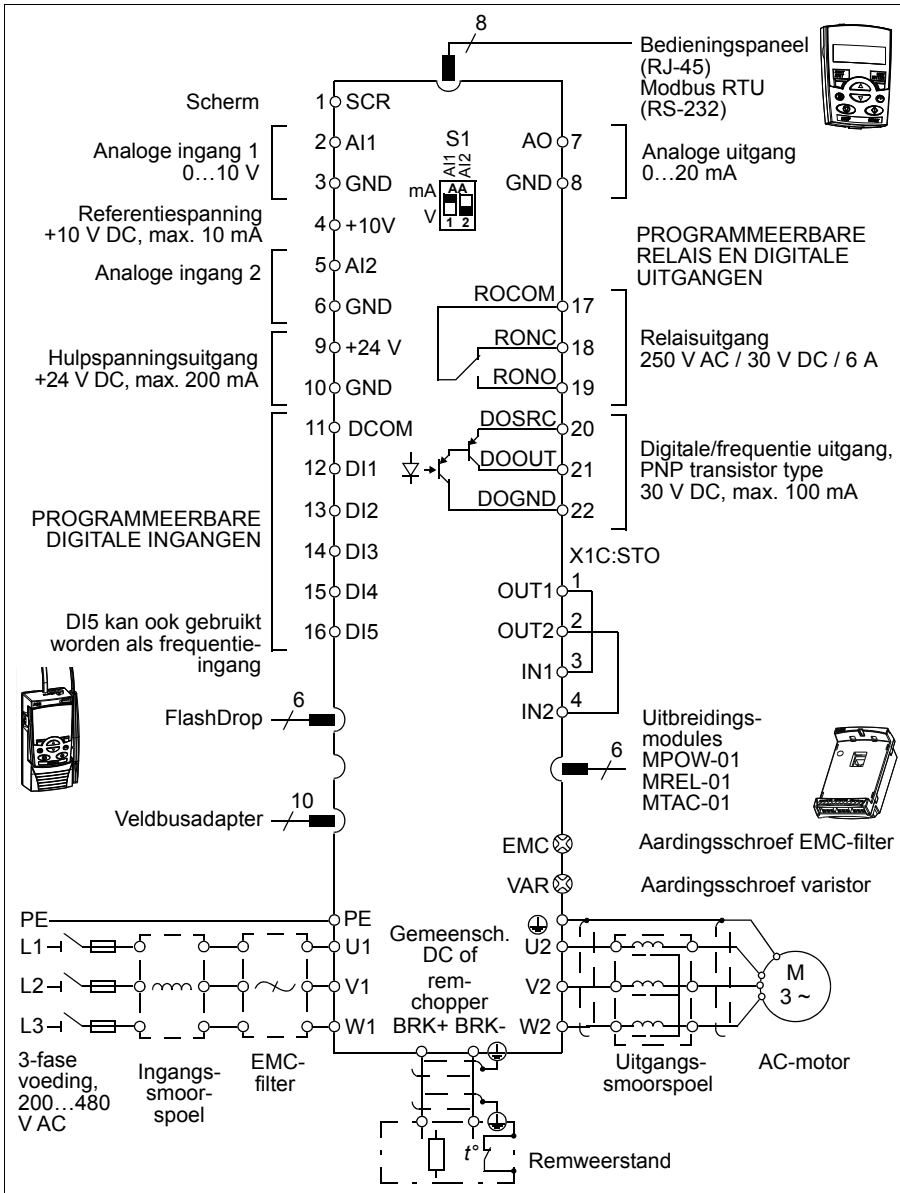 8
Bedieningspaneel
(RJ-45)
Modbus RTU
(RS-232)
Scherm
1 SCR
Analoge ingang 1
0...10 V
2 AI1
3 GND
S1
AI1
AI2
mA
AA
V
1 2
AO 7
GND 8
Analoge uitgang
0...20 mA
Referentiespanning
+10 V DC, max. 10 mA
4 +10V
Analoge ingang 2
5 AI2
6 GND
PROGRAMMEERBARE
RELAIS EN DIGITALE
UITGANGEN
Hulpspanningsuitgang
+24 V DC, max. 200 mA
9 +24 V
10 GND
ROCOM 17
RONC 18
RONO 19
Relaisuitgang
250 V AC / 30 V DC / 6 A
11 DCOM
12 DI1
13 DI2
14 DI3
15 DI4
16 DI5
PROGRAMMEERBARE
DIGITALE INGANGEN
DI5 kan ook gebruikt
worden als frequentie-
ingang
DOSRC 20
DOOUT 21
DOGND 22
Digitale/frequentie uitgang,
PNP transistor type
30 V DC, max. 100 mA
X1C:STO
OUT1 1
OUT2 2
IN1 3
IN2 4
FlashDrop
6
Veldbusadapter
10
6
Uitbreidings-
modules
MPOW-01
MREL-01
MTAC-01
EMC
Aardingsschroef EMC-filter
VAR
Aardingsschroef varistor
PE
PE
L1
U1
L2
V1
L3
W1
Gemeensch.
DC of
rem-
chopper
BRK+ BRK-
U2
V2
W2
M
3 ~
3-fase
voeding,
200...480
V AC
Ingangs-
smoor-
spoel
EMC-
filter
Uitgangs-
smoorspoel
AC-motor
t°
Remweerstand